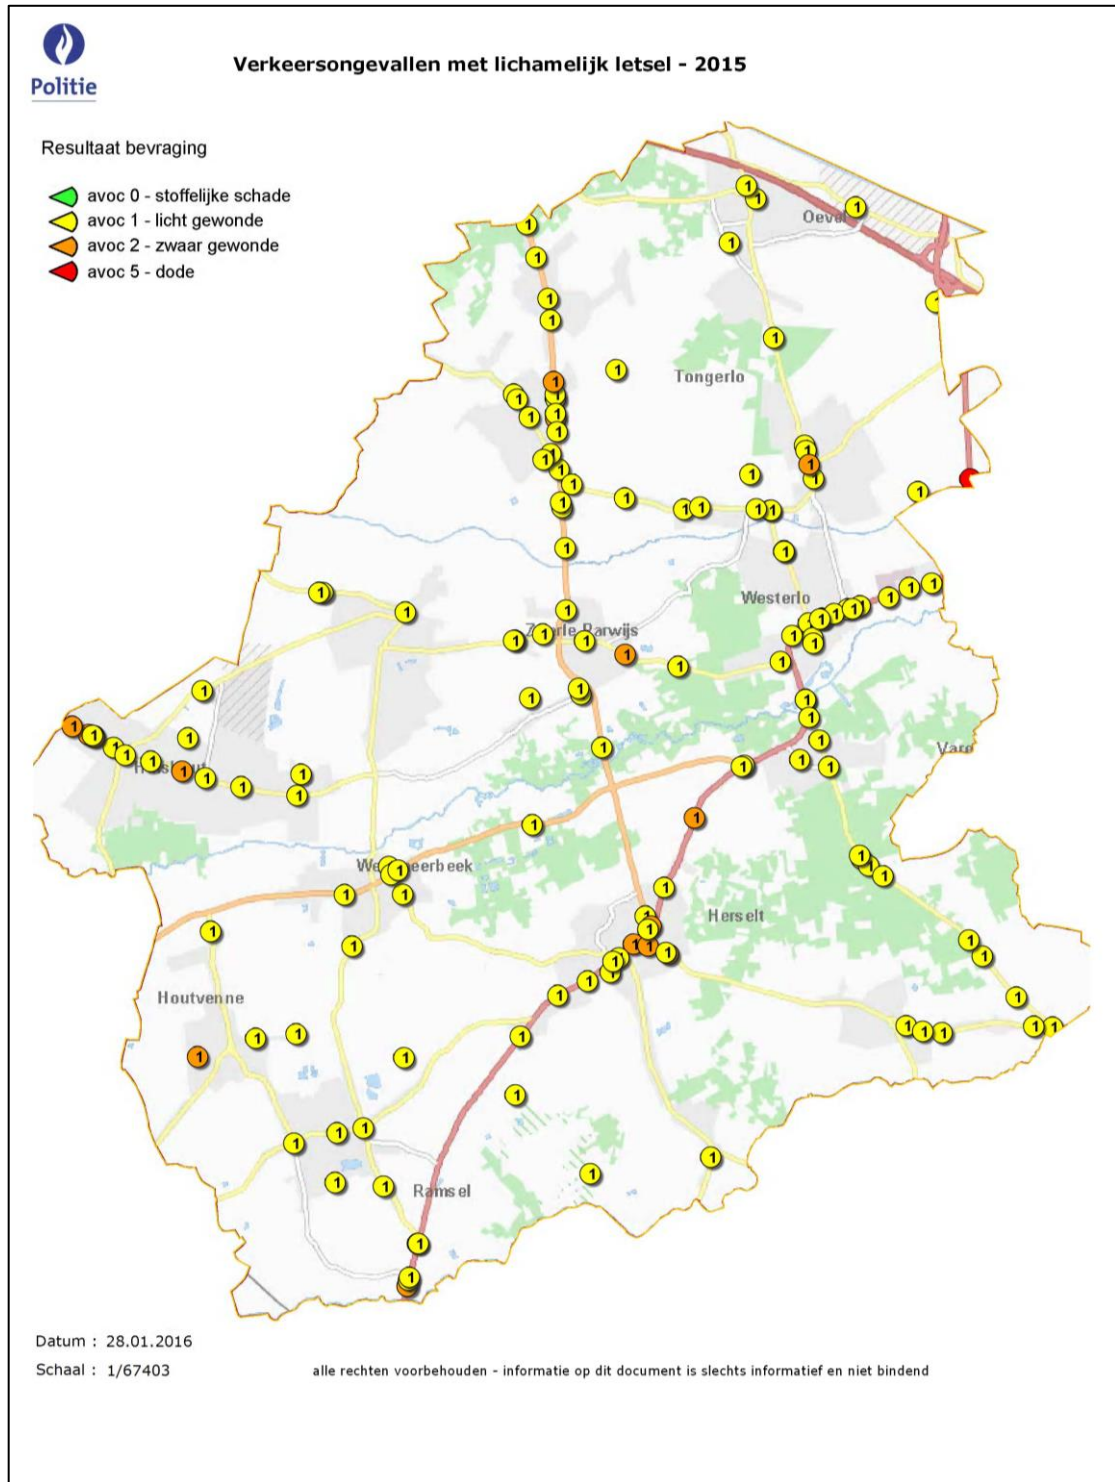 Politie
Verkeersongevallen met lichamelijk letsel - 2015
Resultaat bevraging
avoc 0 - stoffelijke schade
avoc 1 - licht gewonde
avoc 2 - zwaar gewonde
avoc 5 - dode
Tongerlo
Westerlo
Herselt
Houtvenne
Ramsel
Datum : 28.01.2016
Schaal : 1/67403
alle rechten voorbehouden - informatie op dit document is slechts informatief en niet bindend